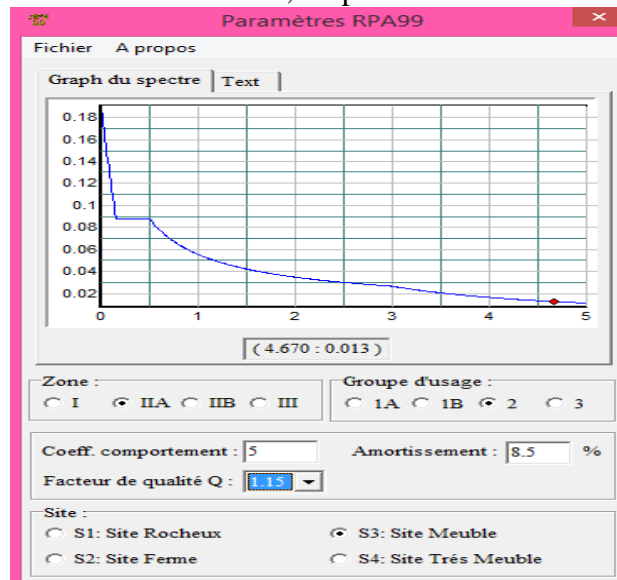 Paramètres RPA99
Fichier A propos
Graph du spectre Text
0.18
0.16
0.14
0.12
0.1
0.08
0.06
0.04
0.02
0 1 2 3 4 5
( 4.670 : 0.013 )
Zone : Groupe d'usage :
I IIA IIB III 1A 1B 2 3
Coeff. comportement : 5 Amortissement : 8.5 %
Facteur de qualité Q : 1.15
Site :
S1: Site Rocheux S3: Site Meuble
S2: Site Ferme S4: Site Trés Meuble